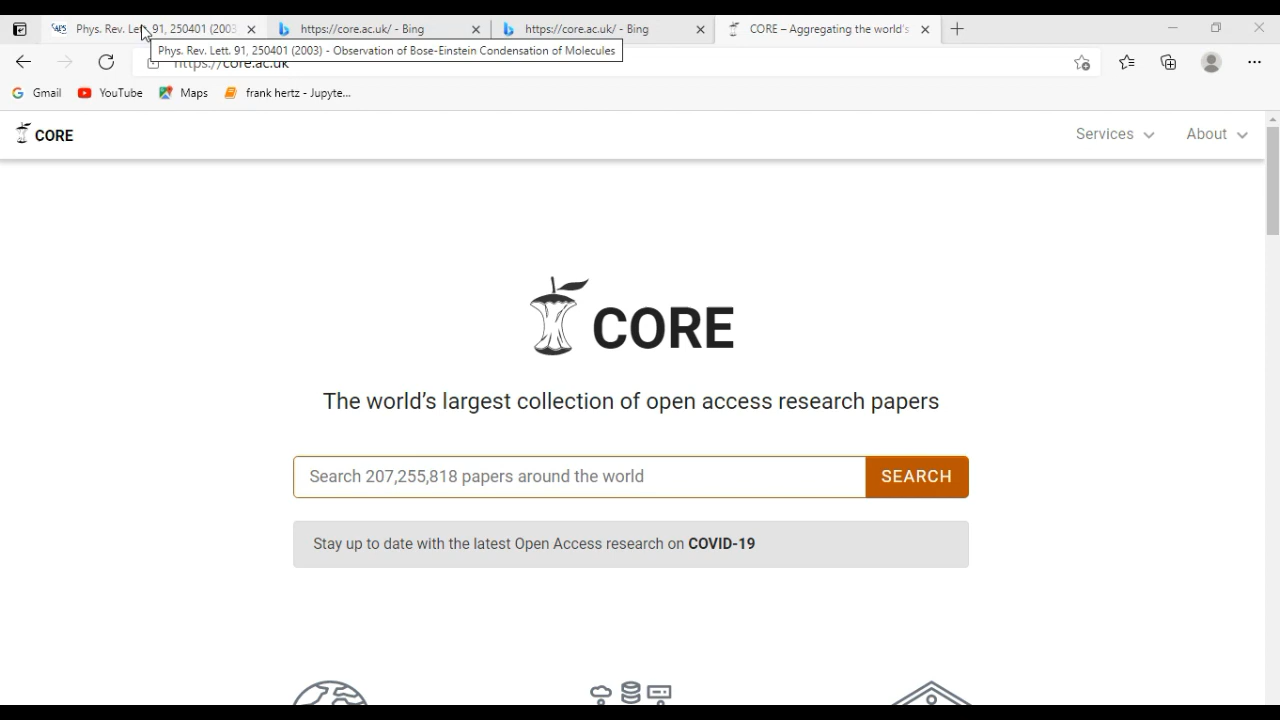 APS Phys. Rev. Lett. 91, 250401 (2003
https://core.ac.uk/ - Bing
https://core.ac.uk/ - Bing
CORE – Aggregating the world's
Phys. Rev. Lett. 91, 250401 (2003) - Observation of Bose-Einstein Condensation of Molecules
https://core.ac.uk
Gmail
YouTube
Maps
frank hertz - Jupyte...
CORE
Services
About
CORE
The world's largest collection of open access research papers
Search 207,255,818 papers around the world
SEARCH
Stay up to date with the latest Open Access research on COVID-19